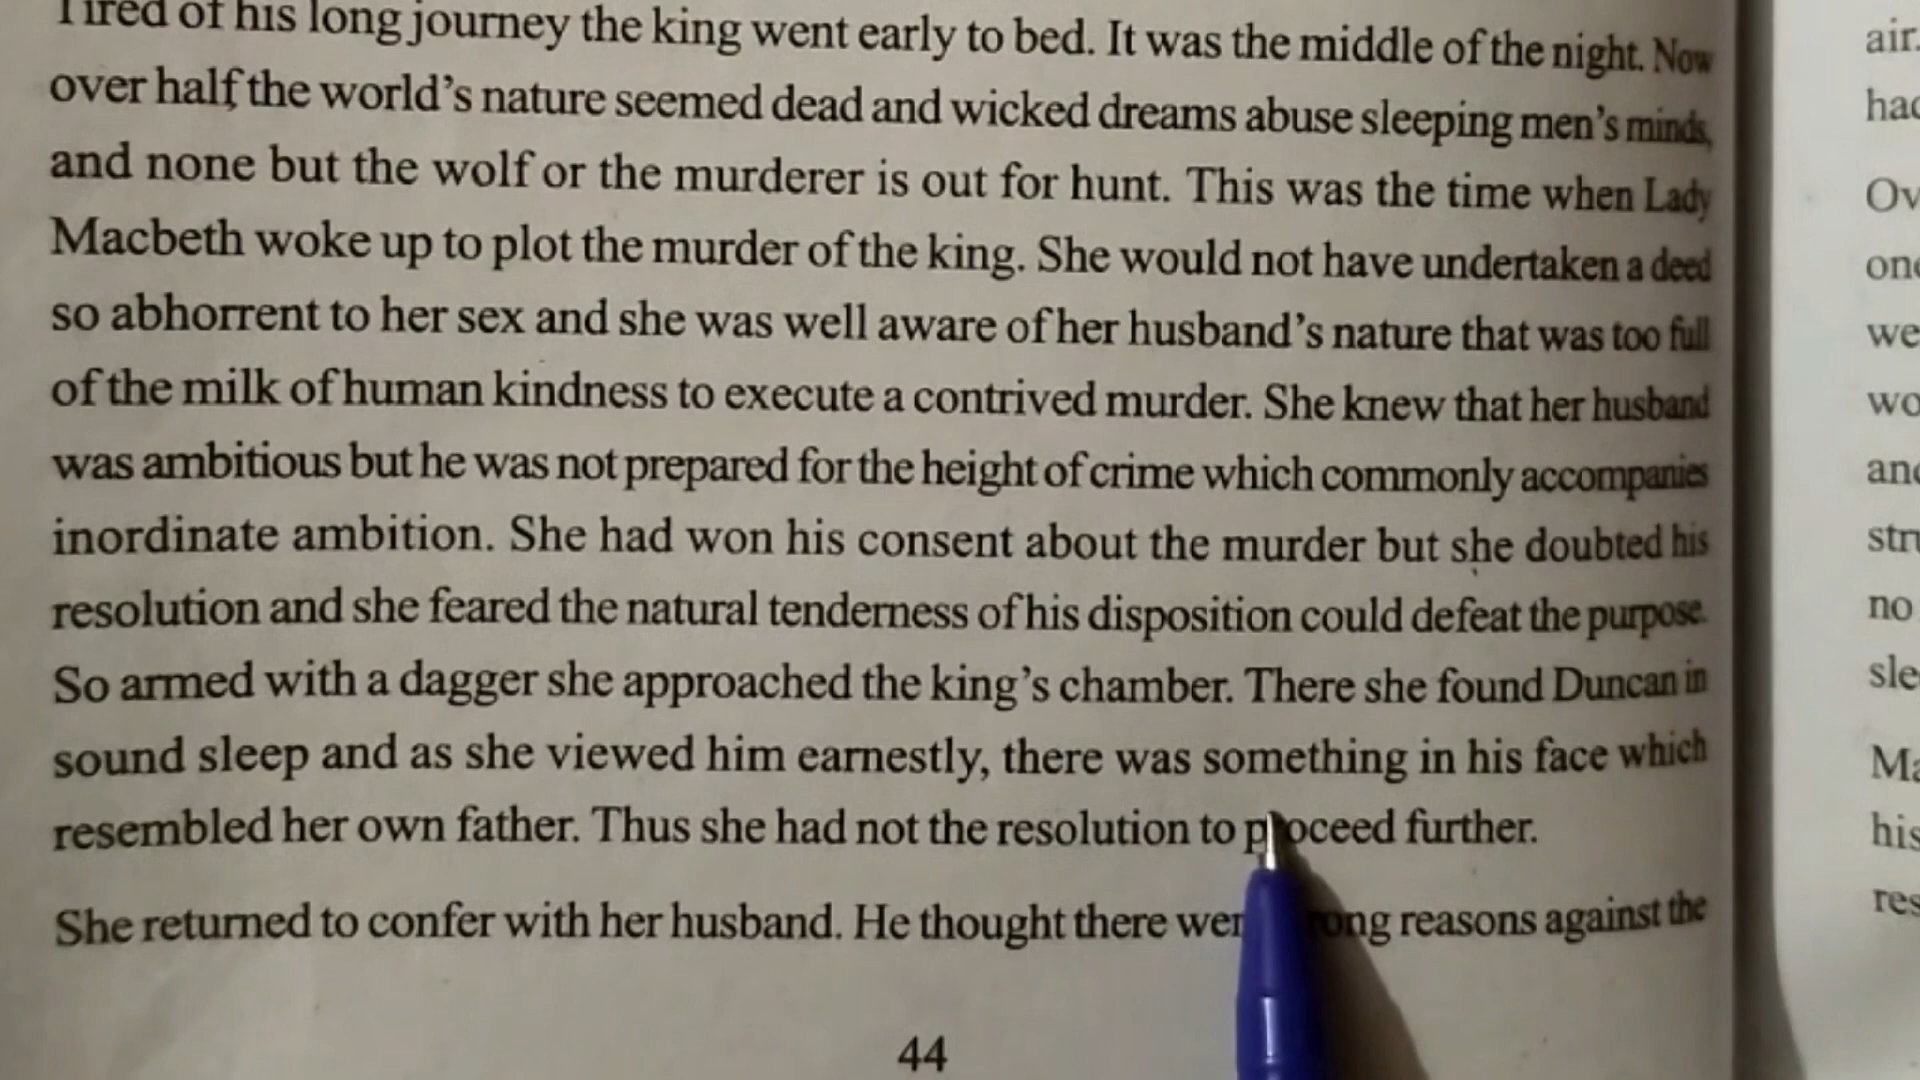 Tired of his long journey the king went early to bed. It was the middle of the night. Now
over half the world's nature seemed dead and wicked dreams abuse sleeping men's minds,
and none but the wolf or the murderer is out for hunt. This was the time when Lady
Macbeth woke up to plot the murder of the king. She would not have undertaken a deed
so abhorrent to her sex and she was well aware of her husband's nature that was too full
of the milk of human kindness to execute a contrived murder. She knew that her husband
was ambitious but he was not prepared for the height of crime which commonly accompanies
inordinate ambition. She had won his consent about the murder but she doubted his
resolution and she feared the natural tenderness of his disposition could defeat the purpose.
So armed with a dagger she approached the king's chamber. There she found Duncan in
sound sleep and as she viewed him earnestly, there was something in his face which
resembled her own father. Thus she had not the resolution to proceed further.
She returned to confer with her husband. He thought there reasons against the
44
air.
had
we
no
his